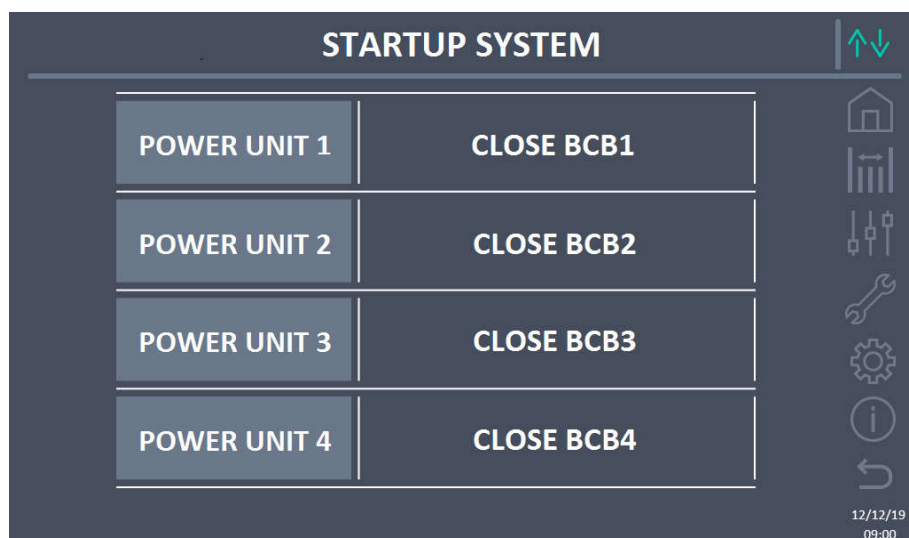 STARTUP SYSTEM
POWER UNIT 1
CLOSE BCB1
POWER UNIT 2
CLOSE BCB2
POWER UNIT 3
CLOSE BCB3
POWER UNIT 4
CLOSE BCB4
12/12/19
09:00